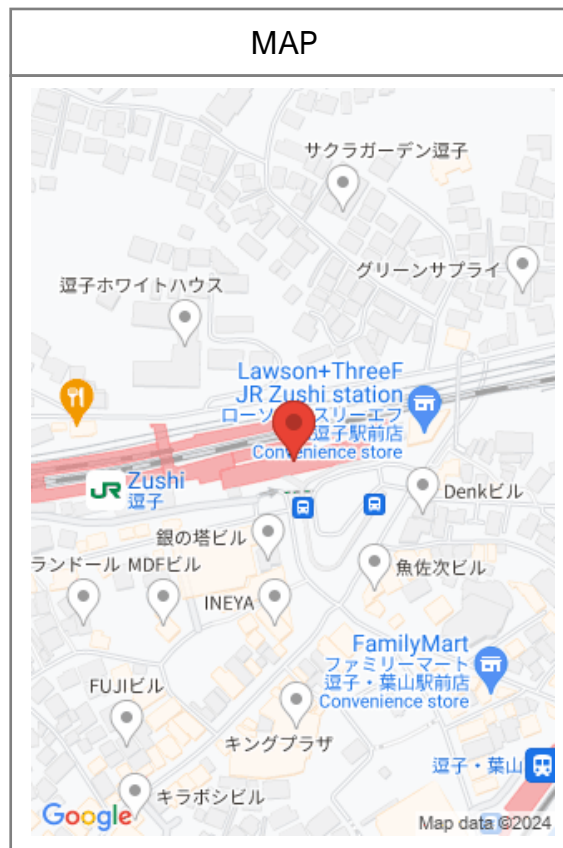 MAP
サクラガーデン逗子
グリーンサプライ
逗子ホワイトハウス
Lawson+ThreeF
JR Zushi station
スリーエフ
逗子駅前店
Convenience store
JR Zushi
逗子
Denkビル
銀の塔ビル
ランドール MDFビル
魚佐次ビル
INEYA
FamilyMart
ファミリーマート
逗子・葉山駅前店
Convenience store
FUJIビル
キングプラザ
逗子・葉山
キラボシビル
Google
Map data ©2024